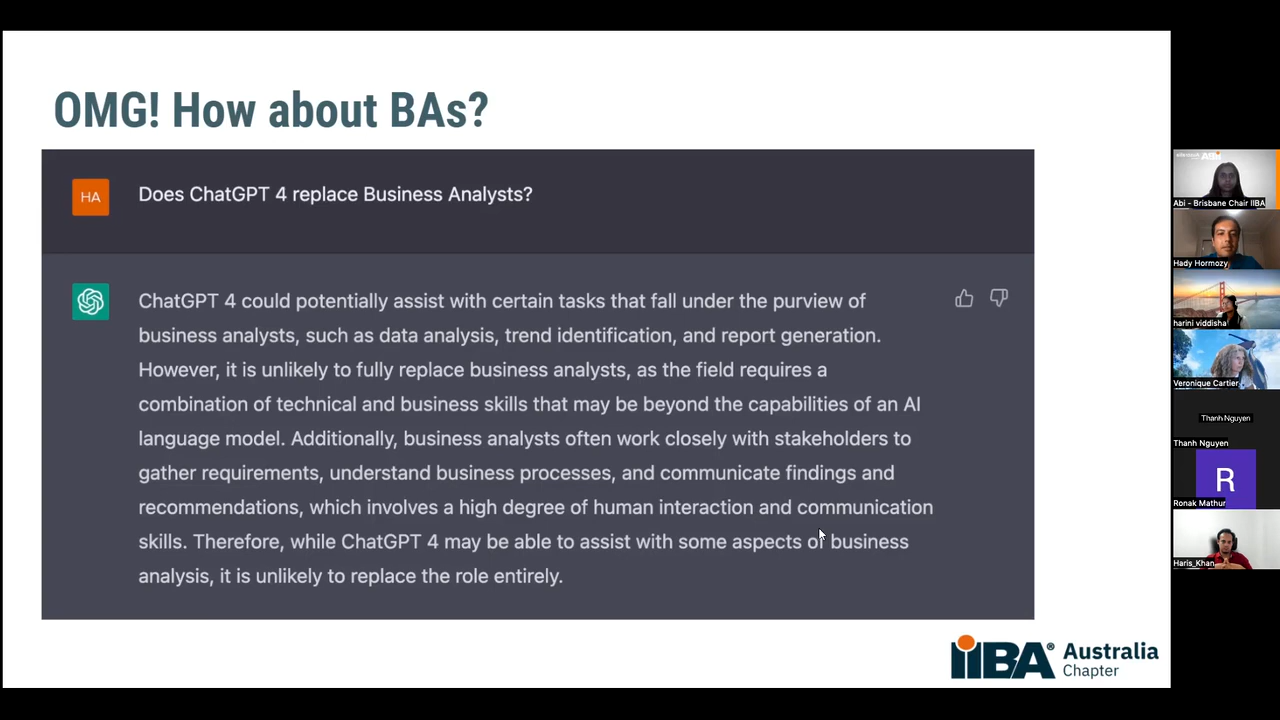 OMG! How about BAs?
HA
Does ChatGPT 4 replace Business Analysts?
ChatGPT 4 could potentially assist with certain tasks that fall under the purview of
business analysts, such as data analysis, trend identification, and report generation.
However, it is unlikely to fully replace business analysts, as the field requires a
combination of technical and business skills that may be beyond the capabilities of an AI
language model. Additionally, business analysts often work closely with stakeholders to
gather requirements, understand business processes, and communicate findings and
recommendations, which involves a high degree of human interaction and communication
skills. Therefore, while ChatGPT 4 may be able to assist with some aspects of business
analysis, it is unlikely to replace the role entirely.
iiBA® Australia
Chapter
Abi - Brisbane Chair IIBA
Hady Hormozy
harini viddisha
Veronique Cartier
Thanh Nguyen
Thanh Nguyen
R
Ronak Mathur
Haris_Khan